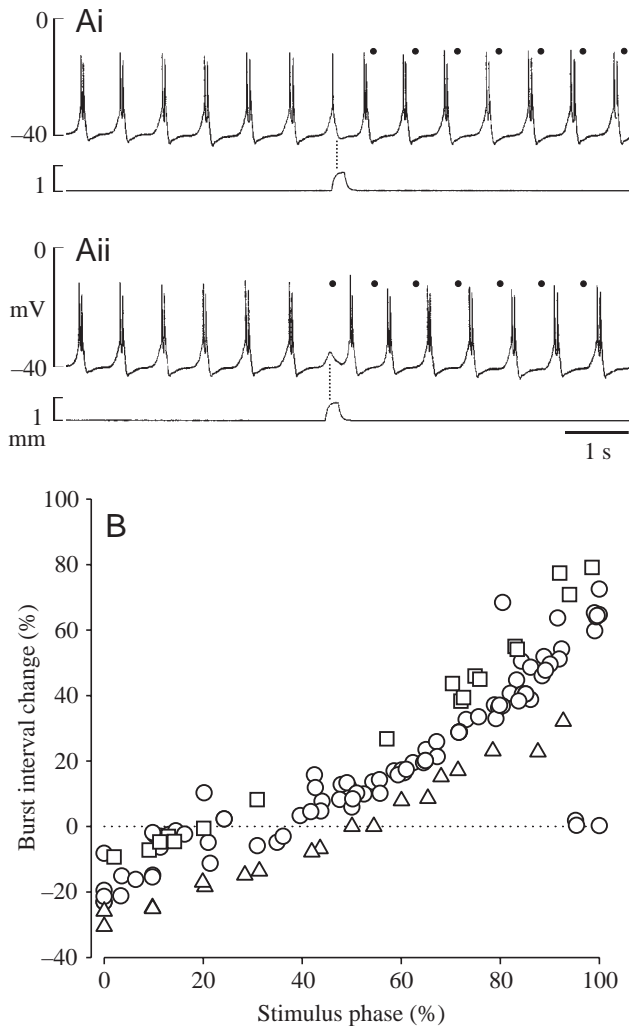 Ai
0
–40
1
Aii
0
mV
–40
1
mm
1 s
B
100
80
60
40
20
0
–20
–40
Burst interval change (%)
0 20 40 60 80 100
Stimulus phase (%)